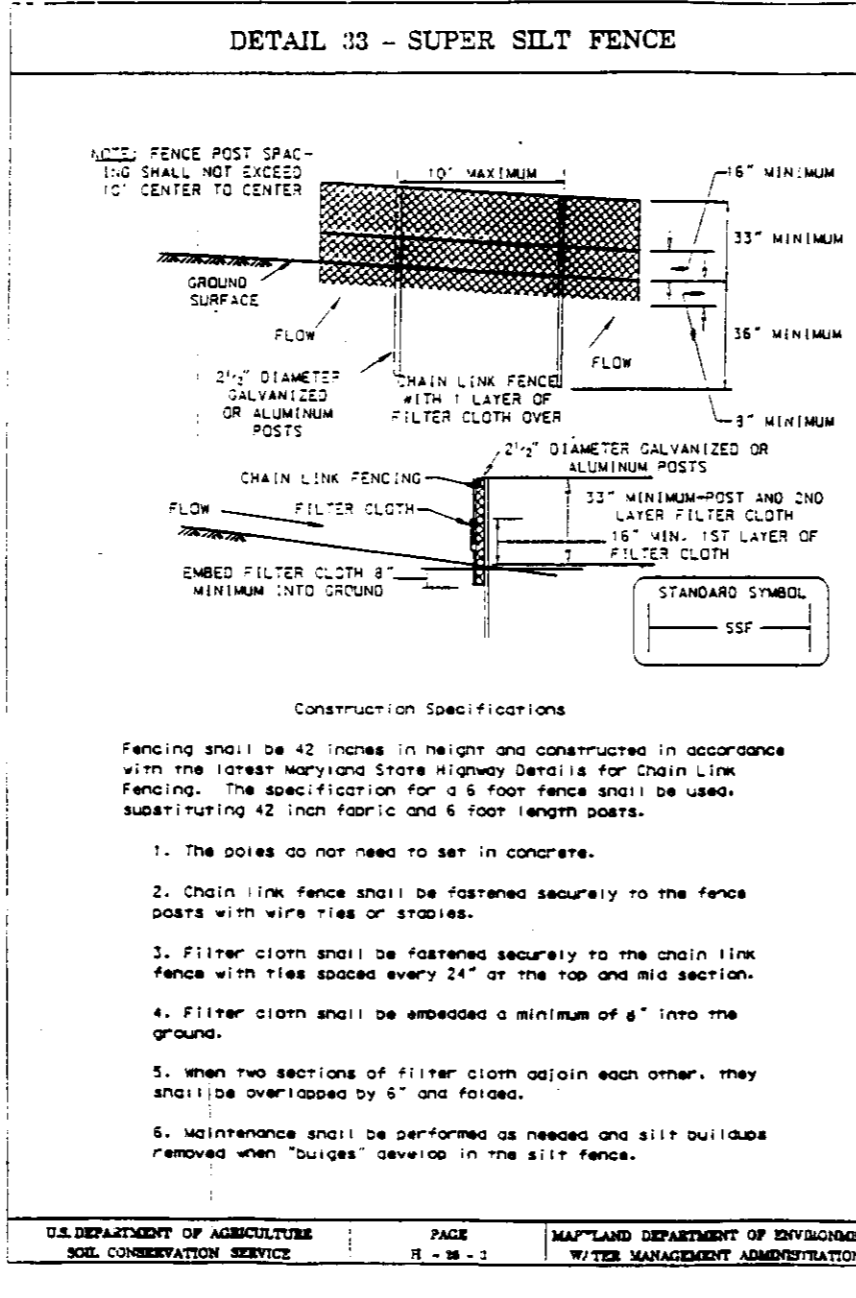 DETAIL 33 - SUPER SILT FENCE
NOTE: FENCE POST SPAC-
ING SHALL NOT EXCEED
10' CENTER TO CENTER
10' MAXIMUM
16" MINIMUM
33" MINIMUM
GROUND
SURFACE
FLOW
FLOW
36" MINIMUM
2 1/2" DIAMETER
GALVANIZED
OR ALUMINUM
POSTS
CHAIN LINK FENCE
WITH 1 LAYER OF
FILTER CLOTH OVER
8" MINIMUM
2 1/2" DIAMETER GALVANIZED OR
ALUMINUM POSTS
CHAIN LINK FENCING
FLOW
FILTER CLOTH
33" MINIMUM-POST AND 2ND
LAYER FILTER CLOTH
16" MIN. 1ST LAYER OF
FILTER CLOTH
EMBED FILTER CLOTH 8"
MINIMUM INTO GROUND
STANDARD SYMBOL
SSF
Construction Specifications
Fencing shall be 42 inches in height and constructed in accordance
with the latest Maryland State Highway Details for Chain Link
Fencing. The specification for a 6 foot fence shall be used,
substituting 42 inch fabric and 6 foot length posts.
1. The poles do not need to set in concrete.
2. Chain link fence shall be fastened securely to the fence
posts with wire ties or staples.
3. Filter cloth shall be fastened securely to the chain link
fence with ties spaced every 24" at the top and mid section.
4. Filter cloth shall be embedded a minimum of 8" into the
ground.
5. When two sections of filter cloth adjoin each other, they
shall be overlapped by 6" and folded.
6. Maintenance shall be performed as needed and silt buildups
removed when "bulges" develop in the silt fence.
U.S. DEPARTMENT OF AGRICULTURE
SOIL CONSERVATION SERVICE
PAGE
H - 26 - 3
MARYLAND DEPARTMENT OF ENVIRONME
WATER MANAGEMENT ADMINISTRATION